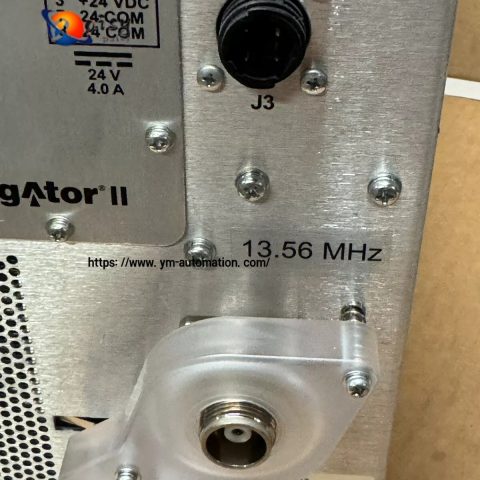 3 +24 VDC
24-COM
24 COM
24 V
4.0 A
J3
gator® II
13.56 MHz
https://www.ym-automation.com/